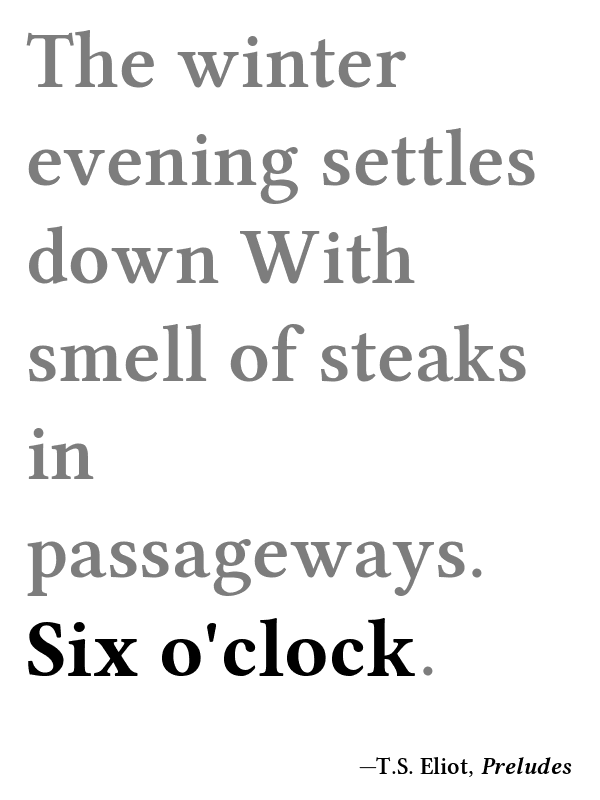 The winter
evening settles
down With
smell of steaks
in
passageways.
Six o'clock.
—T.S. Eliot, Preludes